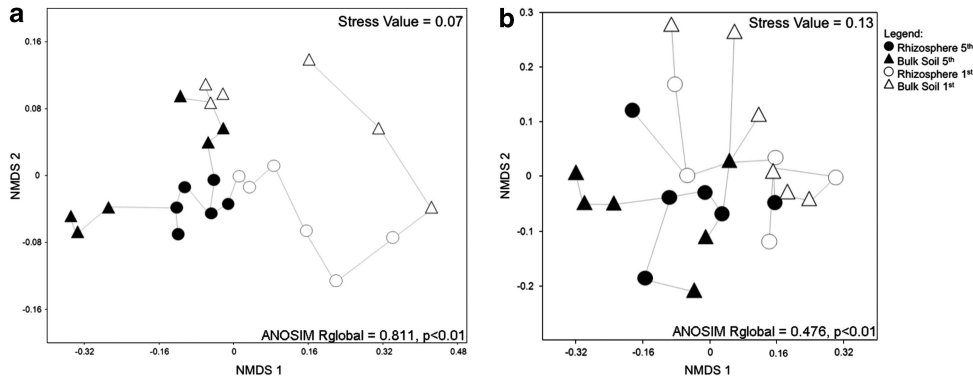 a
Stress Value = 0.07
0.16
0.08
0
-0.08
-0.16
NMDS 2
ANOSIM Rglobal = 0.811, p<0.01
-0.32
-0.16
0
0.16
0.32
0.48
NMDS 1
b
Stress Value = 0.13
0.3
0.2
0.1
0
-0.1
-0.2
NMDS 2
ANOSIM Rglobal = 0.476, p<0.01
-0.32
-0.16
0
0.16
0.32
NMDS 1
Legend:
Rhizosphere 5th
Bulk Soil 5th
Rhizosphere 1st
Bulk Soil 1st